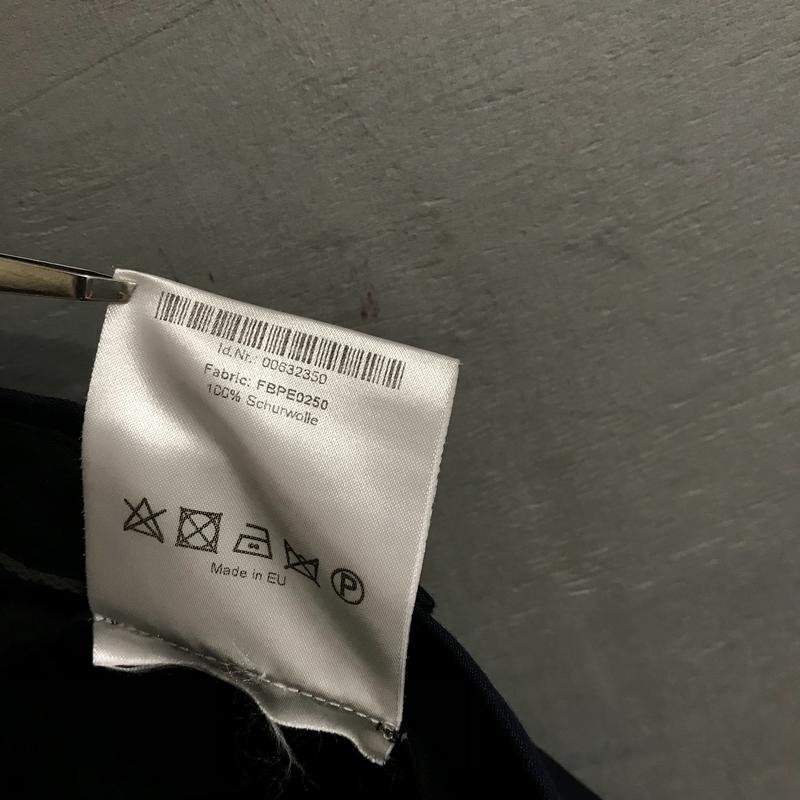 Id.Nr.: 00632350
Fabric: FBPE0250
100% Schurwolle
Made in EU
P